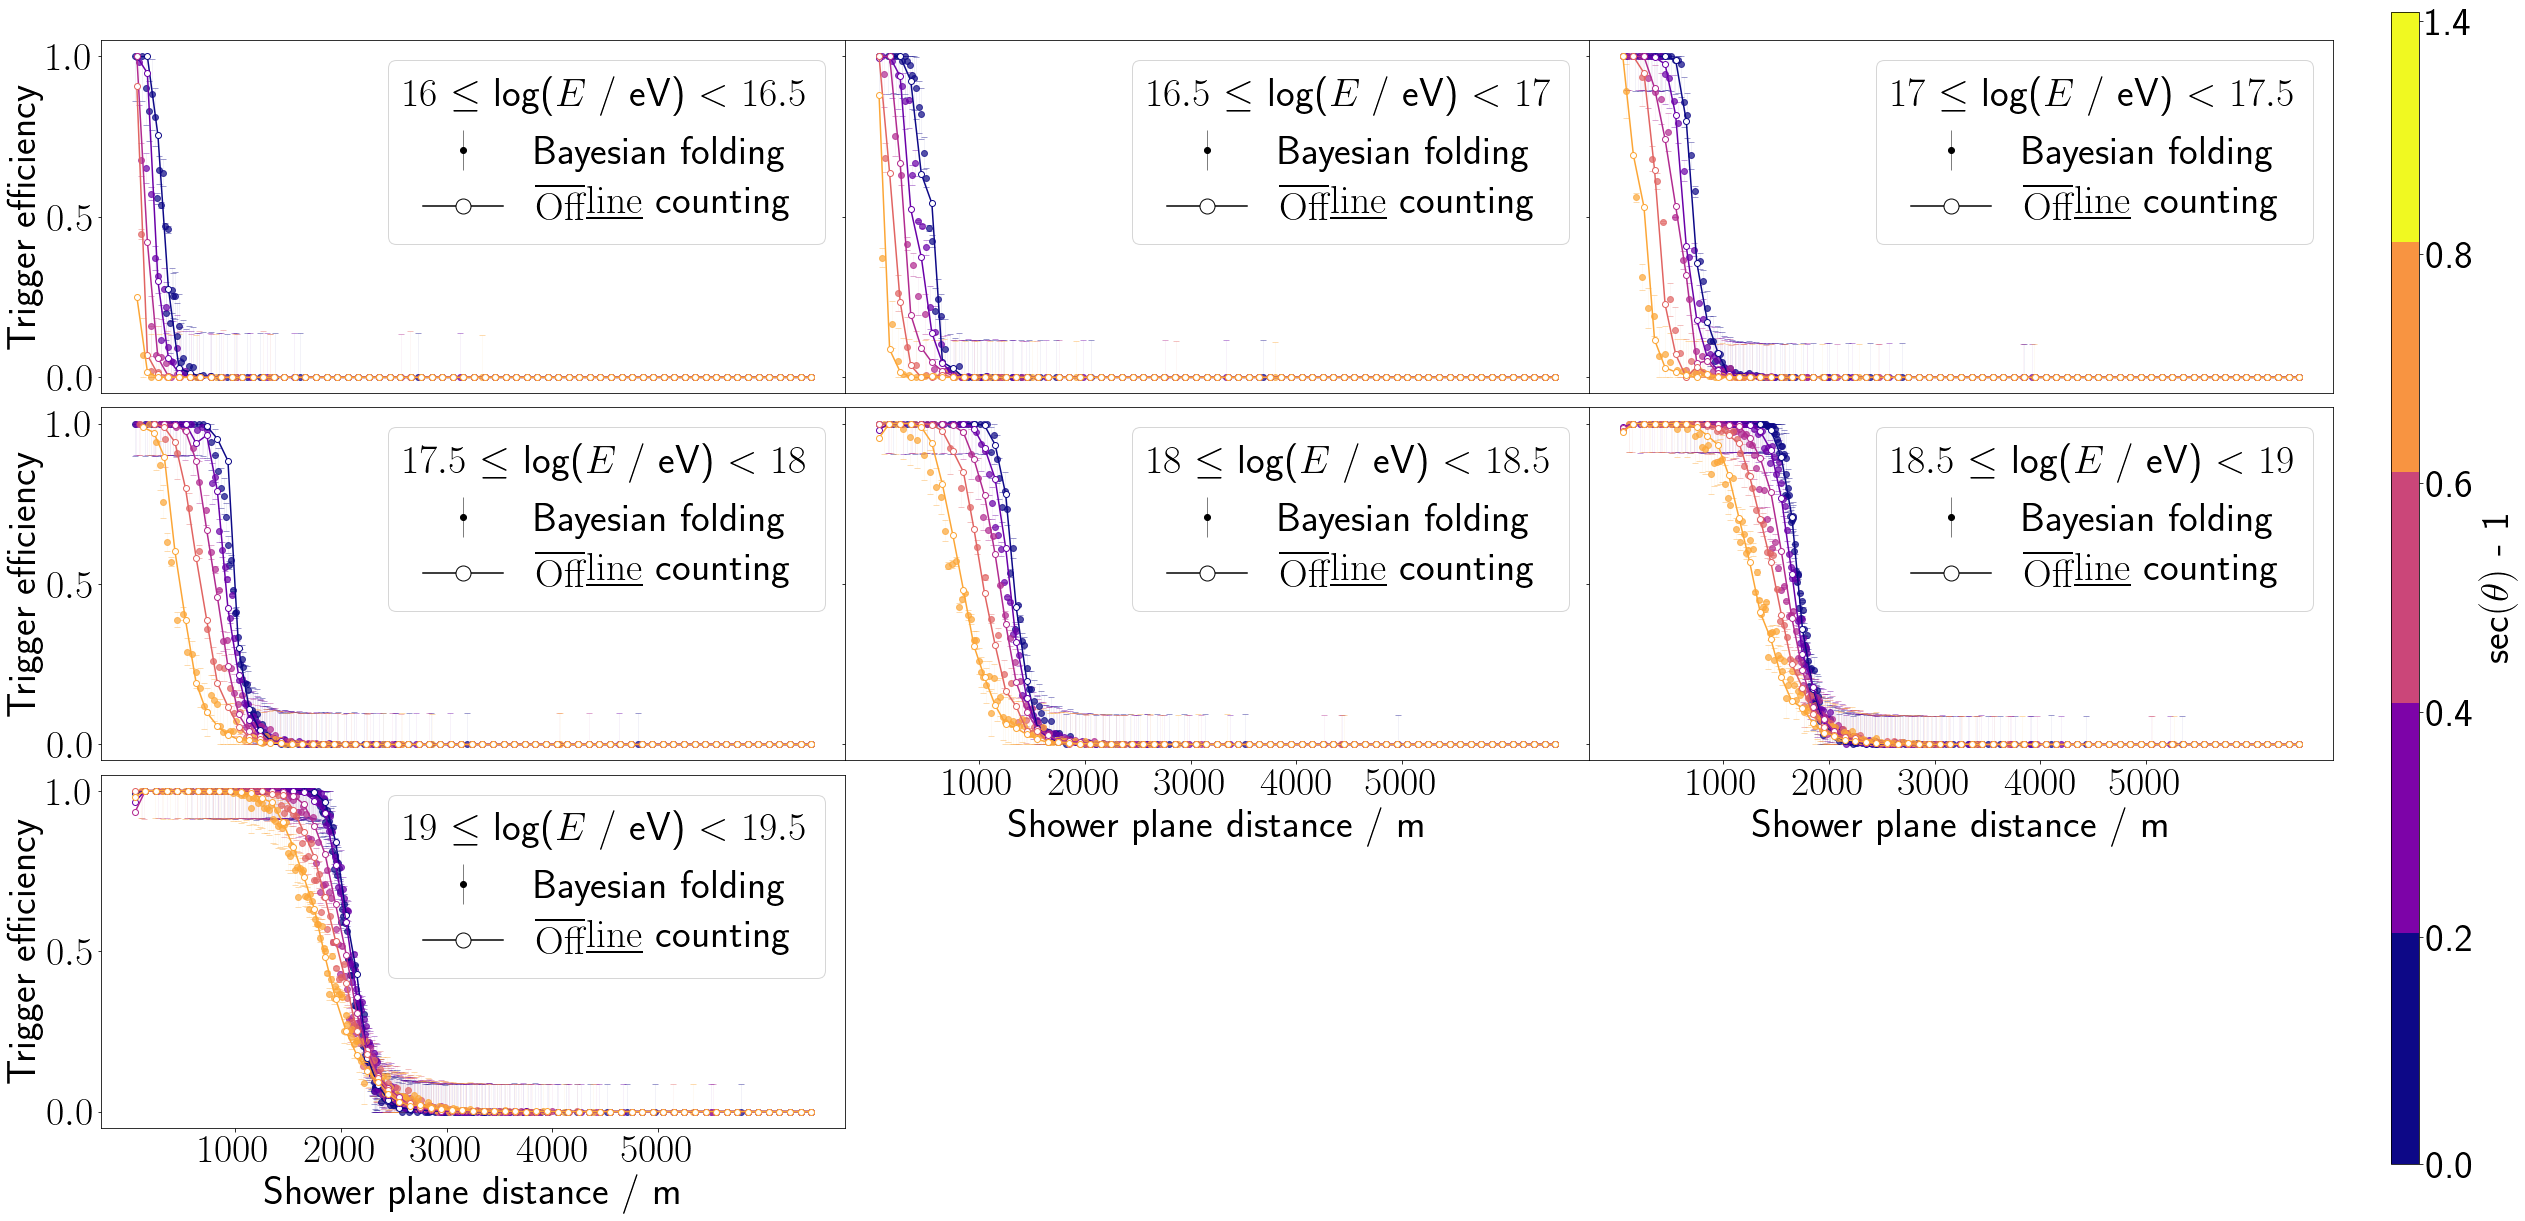 1.0
0.5
0.0
Trigger efficiency
16 ≤ log(E / eV) < 16.5
Bayesian folding
Offline counting
16.5 ≤ log(E / eV) < 17
Bayesian folding
Offline counting
17 ≤ log(E / eV) < 17.5
Bayesian folding
Offline counting
1.0
0.5
0.0
Trigger efficiency
17.5 ≤ log(E / eV) < 18
Bayesian folding
Offline counting
18 ≤ log(E / eV) < 18.5
Bayesian folding
Offline counting
1000 2000 3000 4000 5000
Shower plane distance / m
18.5 ≤ log(E / eV) < 19
Bayesian folding
Offline counting
1000 2000 3000 4000 5000
Shower plane distance / m
1.0
0.5
0.0
Trigger efficiency
19 ≤ log(E / eV) < 19.5
Bayesian folding
Offline counting
1000 2000 3000 4000 5000
Shower plane distance / m
1.4
0.8
0.6
0.4
0.2
0.0
sec(θ) - 1